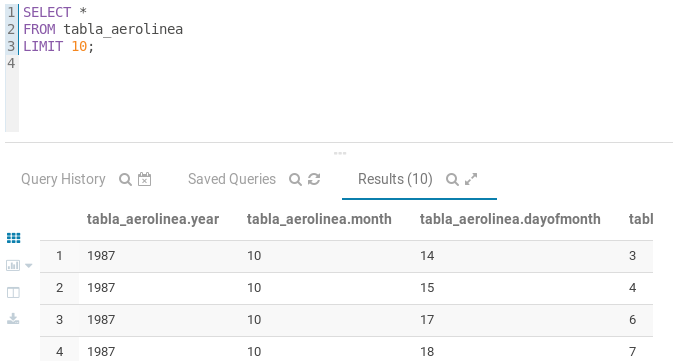 1 SELECT *
2 FROM tabla_aerolinea
3 LIMIT 10;
4
Query History Saved Queries Results (10)
tabla_aerolinea.year tabla_aerolinea.month tabla_aerolinea.dayofmonth tabl
1 1987 10 14 3
2 1987 10 15 4
3 1987 10 17 6
4 1987 10 18 7